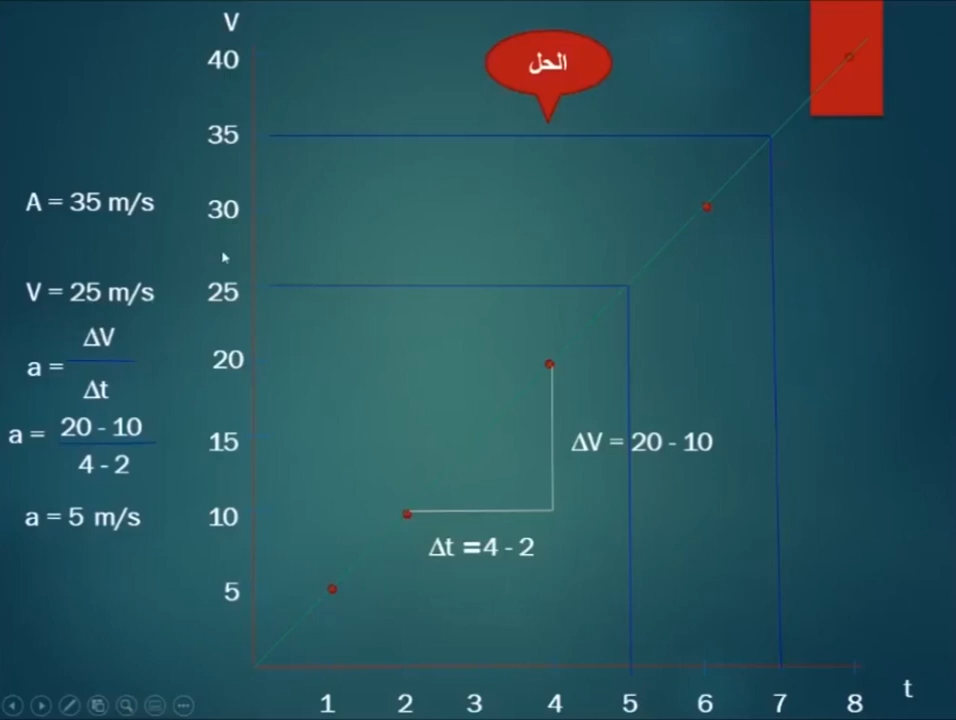 V
40
الحل
35
A = 35 m/s
30
V = 25 m/s
25
ΔV
a =
Δt
20
a = 20 - 10
4 - 2
15
ΔV = 20 - 10
a = 5 m/s
10
Δt =4 - 2
5
1 2 3 4 5 6 7 8 t